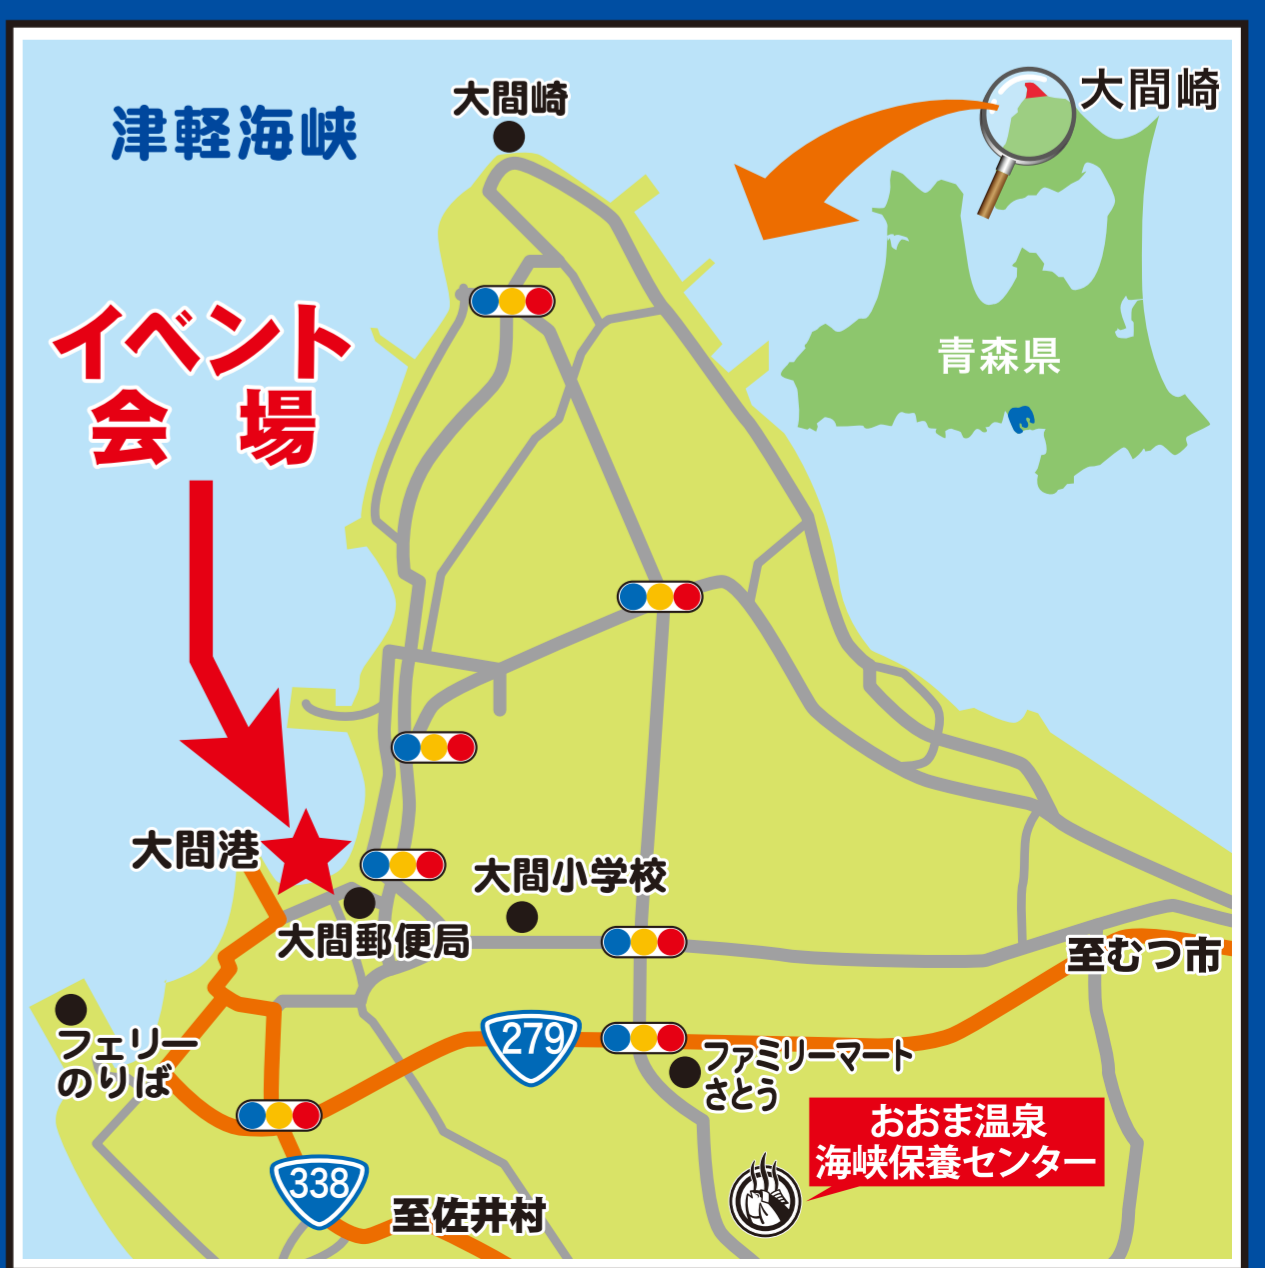 津軽海峡
大間崎
大間崎
青森県
イベント
会場
大間港
大間小学校
大間郵便局
至むつ市
フェリー
のりば
279
ファミリーマート
さとう
おおま温泉
海峡保養センター
338
至佐井村